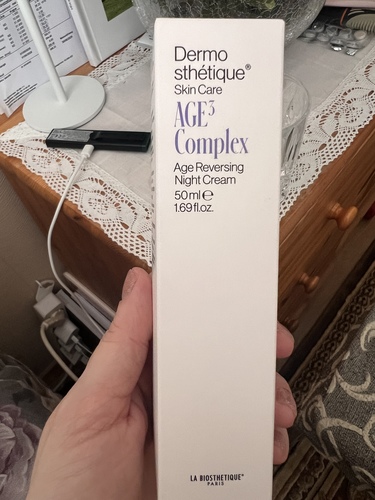 Dermo
sthétique®
Skin Care
AGE³
Complex
Age Reversing
Night Cream
50 ml ℮
1.69 fl.oz.
LA BIOSTHETIQUE®
PARIS